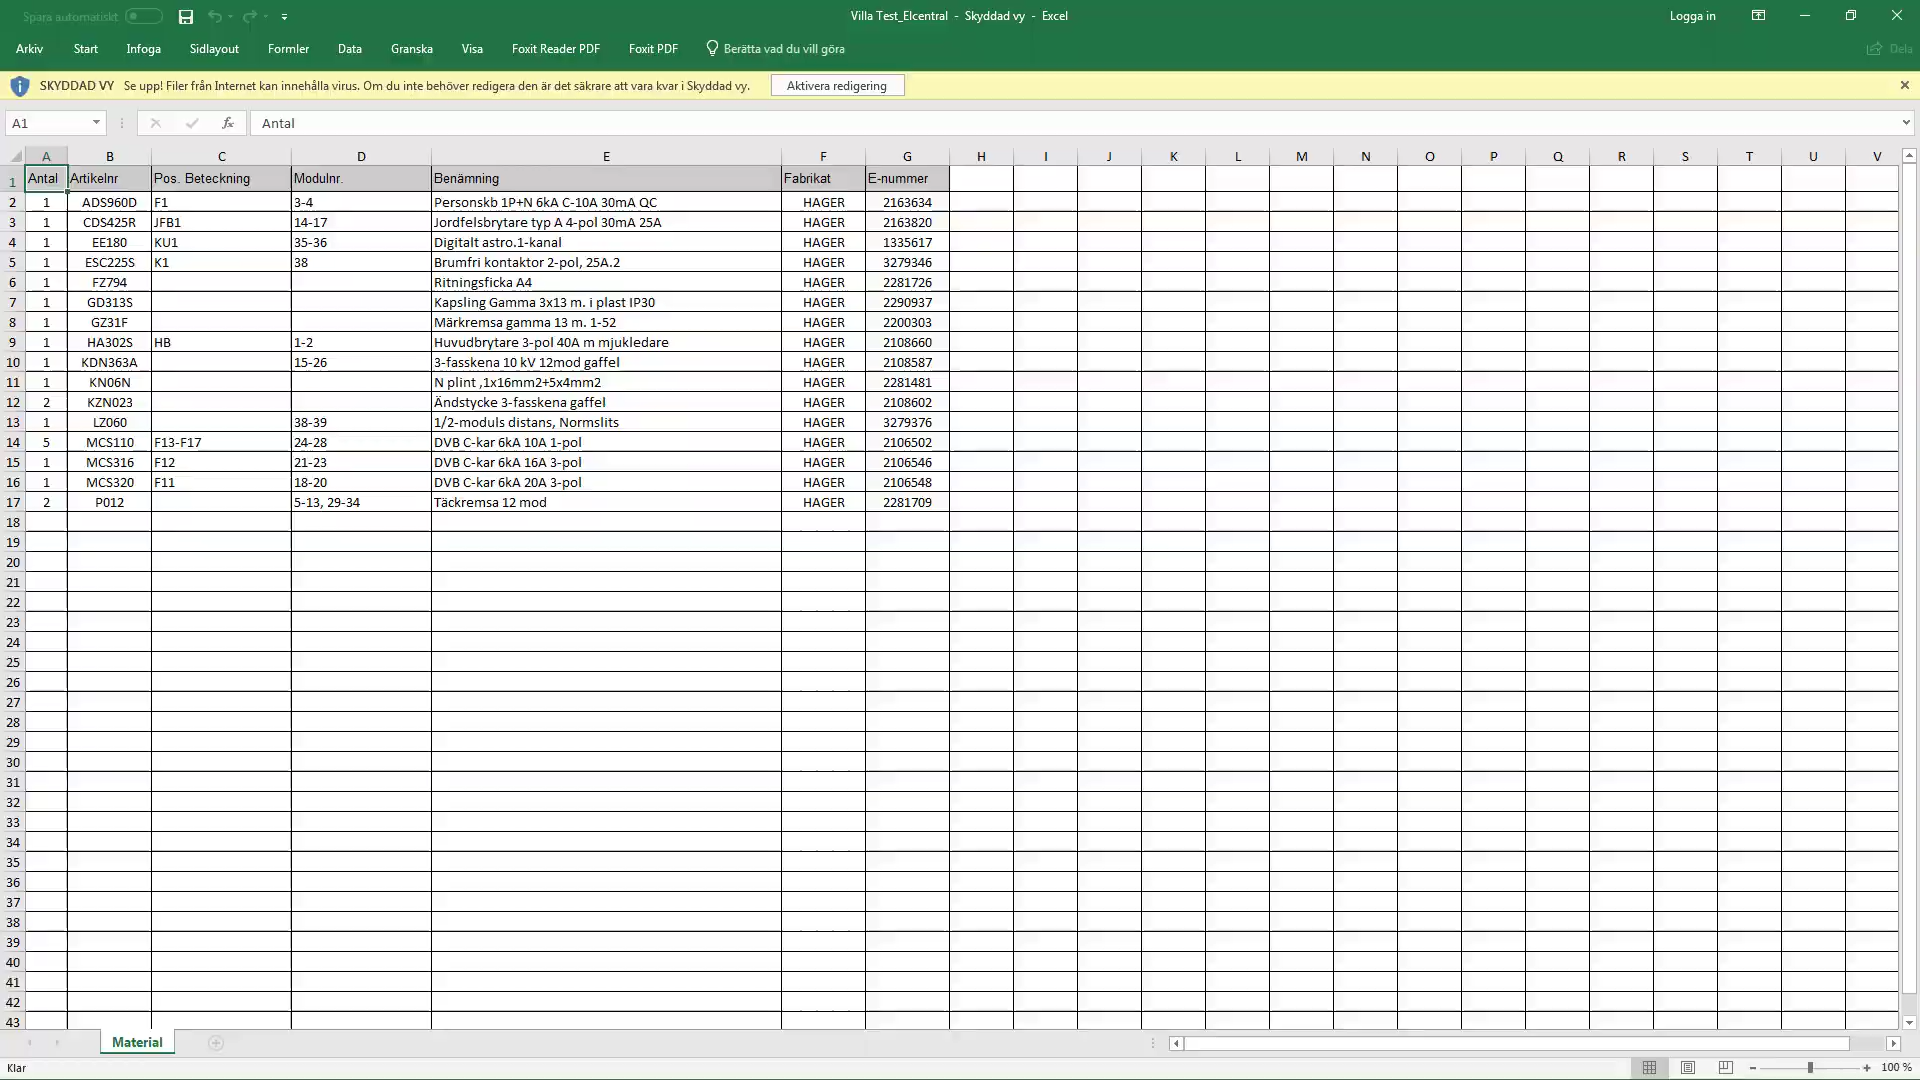 Spara automatiskt
Villa Test_Elcentral - Skyddad vy - Excel
Logga in
Arkiv Start Infoga Sidlayout Formler Data Granska Visa Foxit Reader PDF Foxit PDF Berätta vad du vill göra Dela
SKYDDAD VY Se upp! Filer från Internet kan innehålla virus. Om du inte behöver redigera den är det säkrare att vara kvar i Skyddad vy. Aktivera redigering
A1 fx Antal
A B C D E F G H I J K L M N O P Q R S T U V
1 Antal Artikelnr Pos. Beteckning Modulnr. Benämning Fabrikat E-nummer
2 1 ADS960D F1 3-4 Personskb 1P+N 6kA C-10A 30mA QC HAGER 2163634
3 1 CDS425R JFB1 14-17 Jordfelsbrytare typ A 4-pol 30mA 25A HAGER 2163820
4 1 EE180 KU1 35-36 Digitalt astro.1-kanal HAGER 1335617
5 1 ESC225S K1 38 Brumfri kontaktor 2-pol, 25A.2 HAGER 3279346
6 1 FZ794 Ritningsficka A4 HAGER 2281726
7 1 GD313S Kapsling Gamma 3x13 m. i plast IP30 HAGER 2290937
8 1 GZ31F Märkremsa gamma 13 m. 1-52 HAGER 2200303
9 1 HA302S HB 1-2 Huvudbrytare 3-pol 40A m mjukledare HAGER 2108660
10 1 KDN363A 15-26 3-fasskena 10 kV 12mod gaffel HAGER 2108587
11 1 KN06N N plint ,1x16mm2+5x4mm2 HAGER 2281481
12 2 KZN023 Ändstycke 3-fasskena gaffel HAGER 2108602
13 1 LZ060 38-39 1/2-moduls distans, Normslits HAGER 3279376
14 5 MCS110 F13-F17 24-28 DVB C-kar 6kA 10A 1-pol HAGER 2106502
15 1 MCS316 F12 21-23 DVB C-kar 6kA 16A 3-pol HAGER 2106546
16 1 MCS320 F11 18-20 DVB C-kar 6kA 20A 3-pol HAGER 2106548
17 2 P012 5-13, 29-34 Täckremsa 12 mod HAGER 2281709
18
19
20
21
22
23
24
25
26
27
28
29
30
31
32
33
34
35
36
37
38
39
40
41
42
43
Material
Klar
100 %